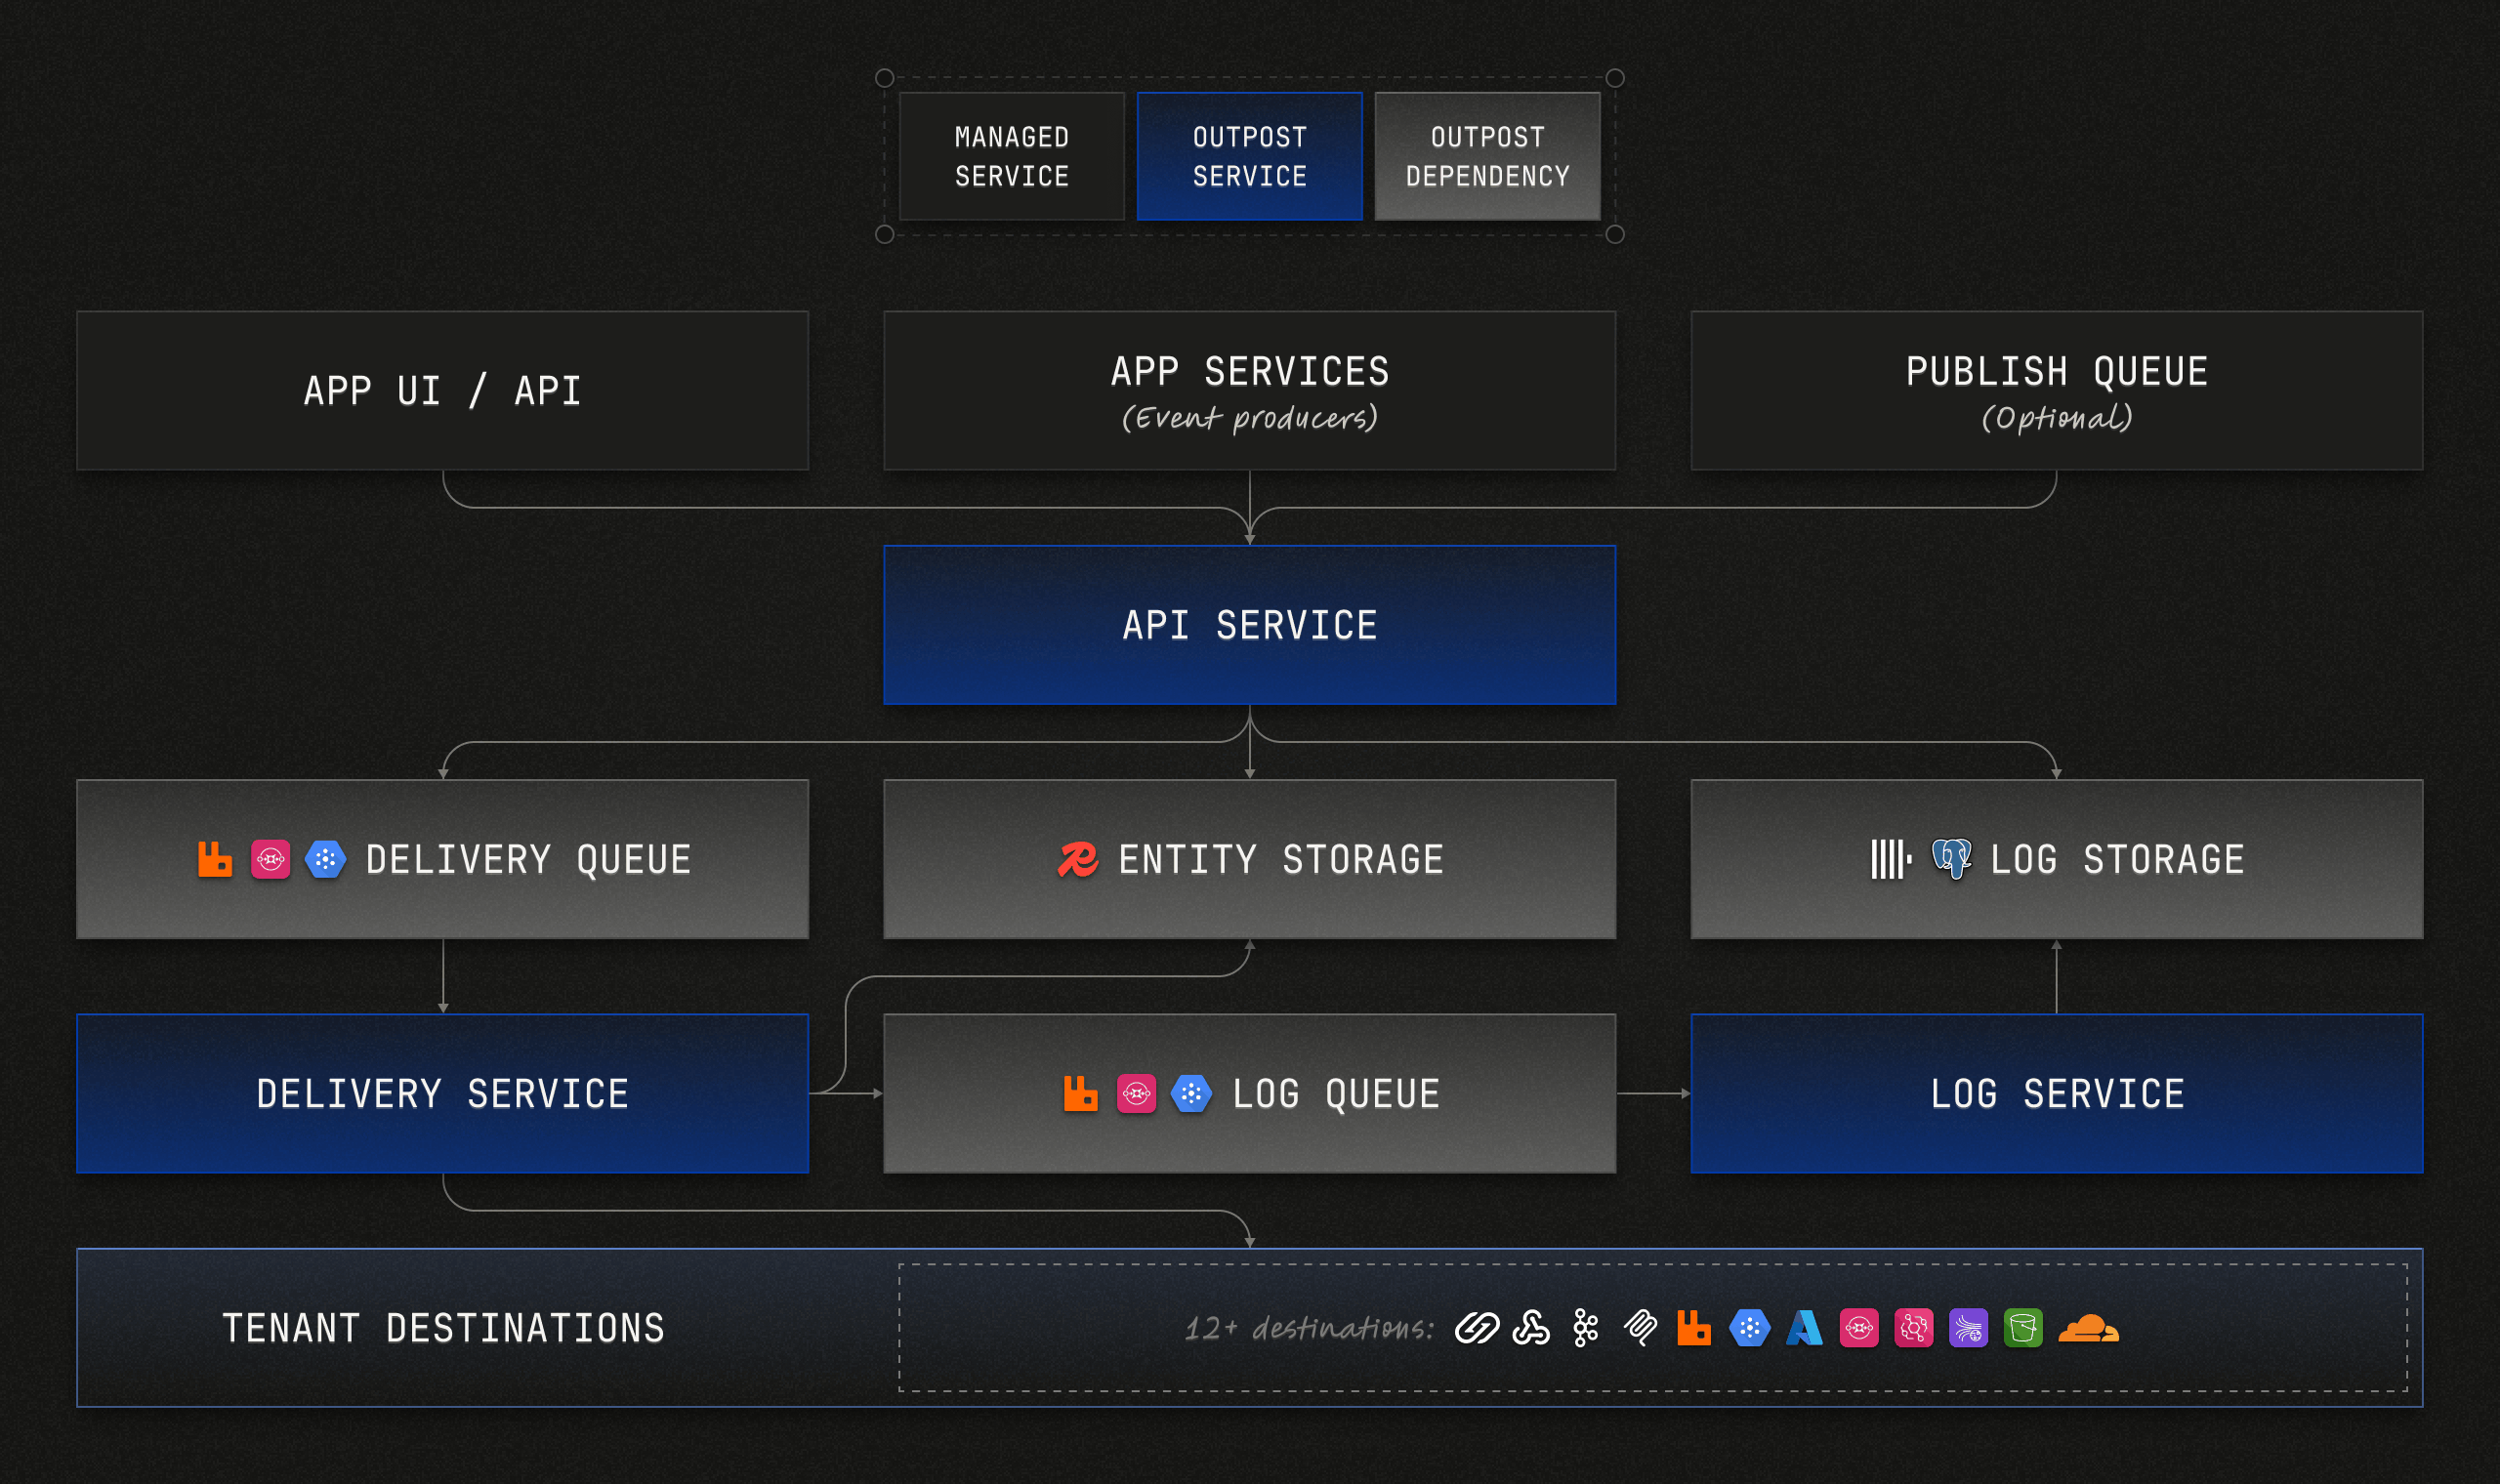 MANAGED
SERVICE
OUTPOST
SERVICE
OUTPOST
DEPENDENCY
APP UI / API
APP SERVICES
(Event producers)
PUBLISH QUEUE
(Optional)
API SERVICE
DELIVERY QUEUE
ENTITY STORAGE
LOG STORAGE
DELIVERY SERVICE
LOG QUEUE
LOG SERVICE
TENANT DESTINATIONS
12+ destinations: